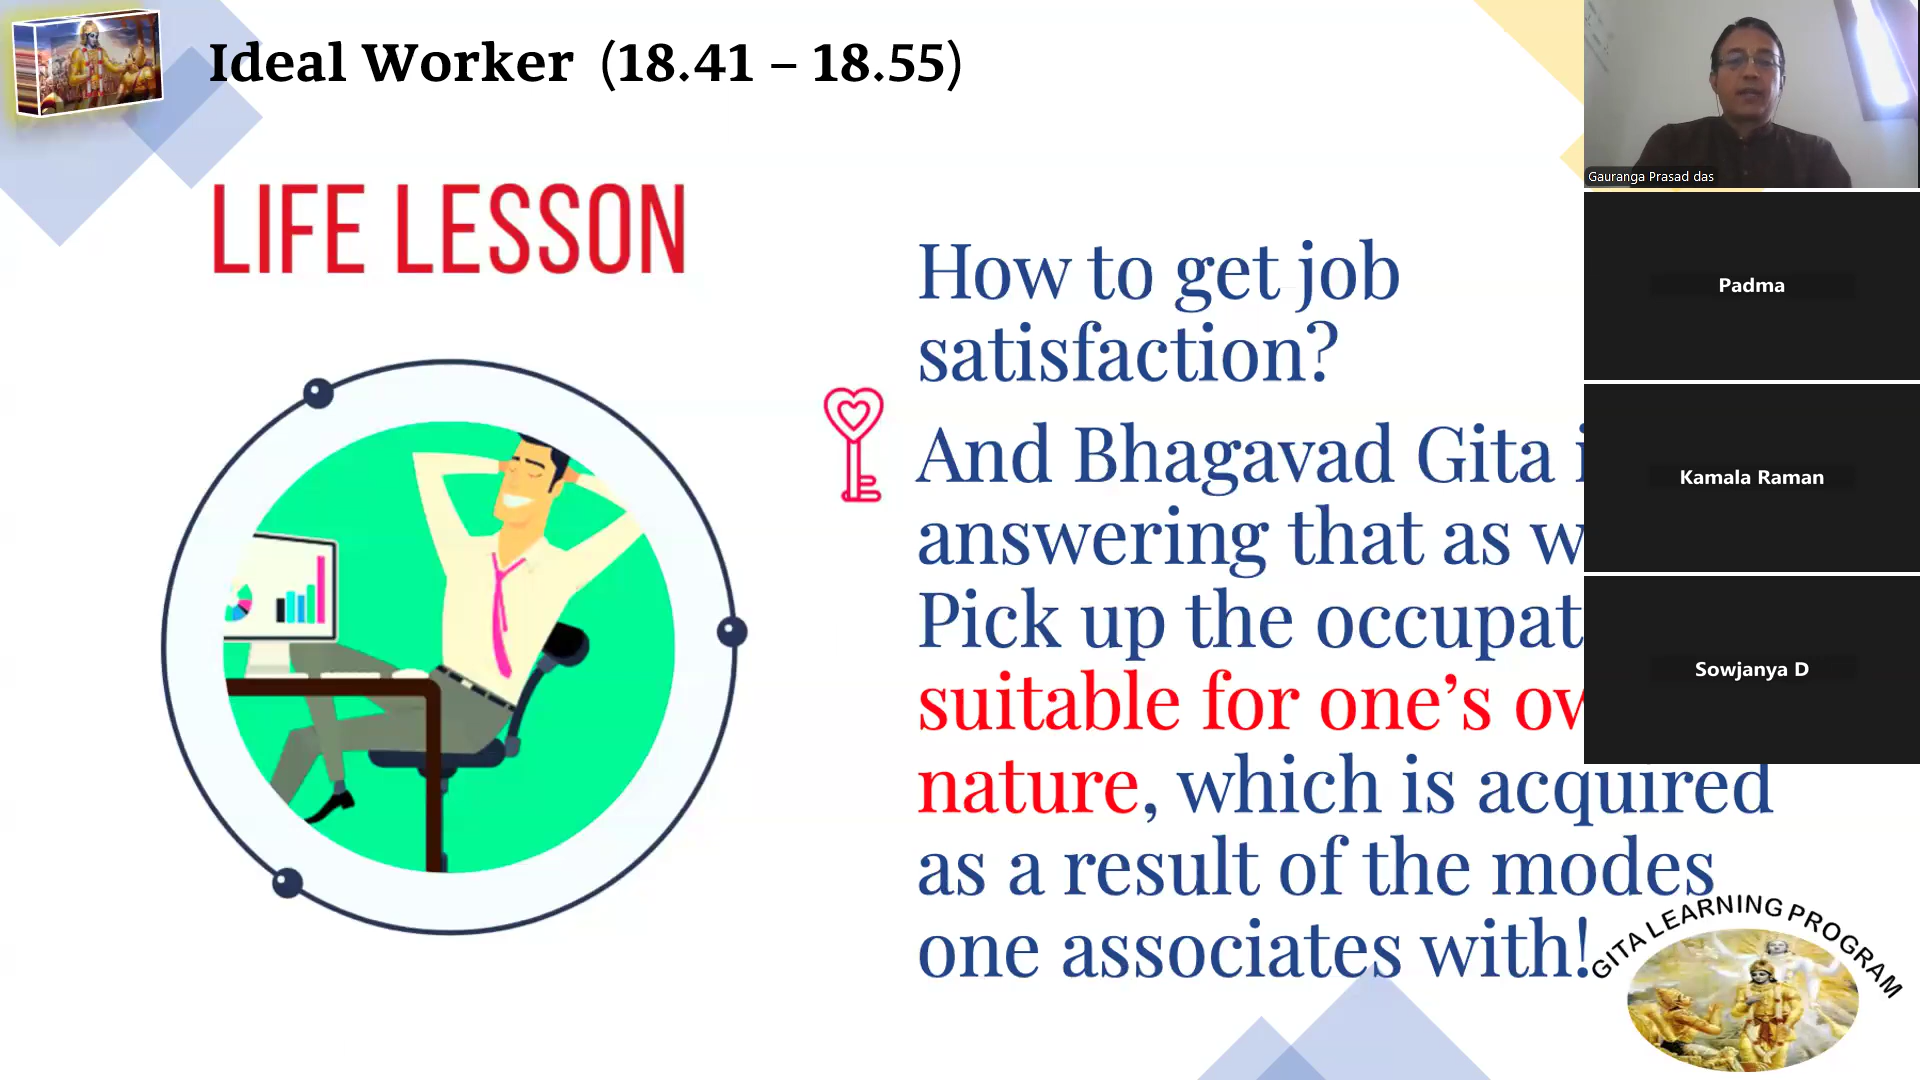 Ideal Worker (18.41 – 18.55)
LIFE LESSON
How to get job
satisfaction?
And Bhagavad Gita
answering that as
Pick up the
suitable for one’s
nature, which is acquired
as a result of the modes
one associates with!
GITA LEARNING PROGRAM
Gauranga Prasad das
Padma
Kamala Raman
Sowjanya D